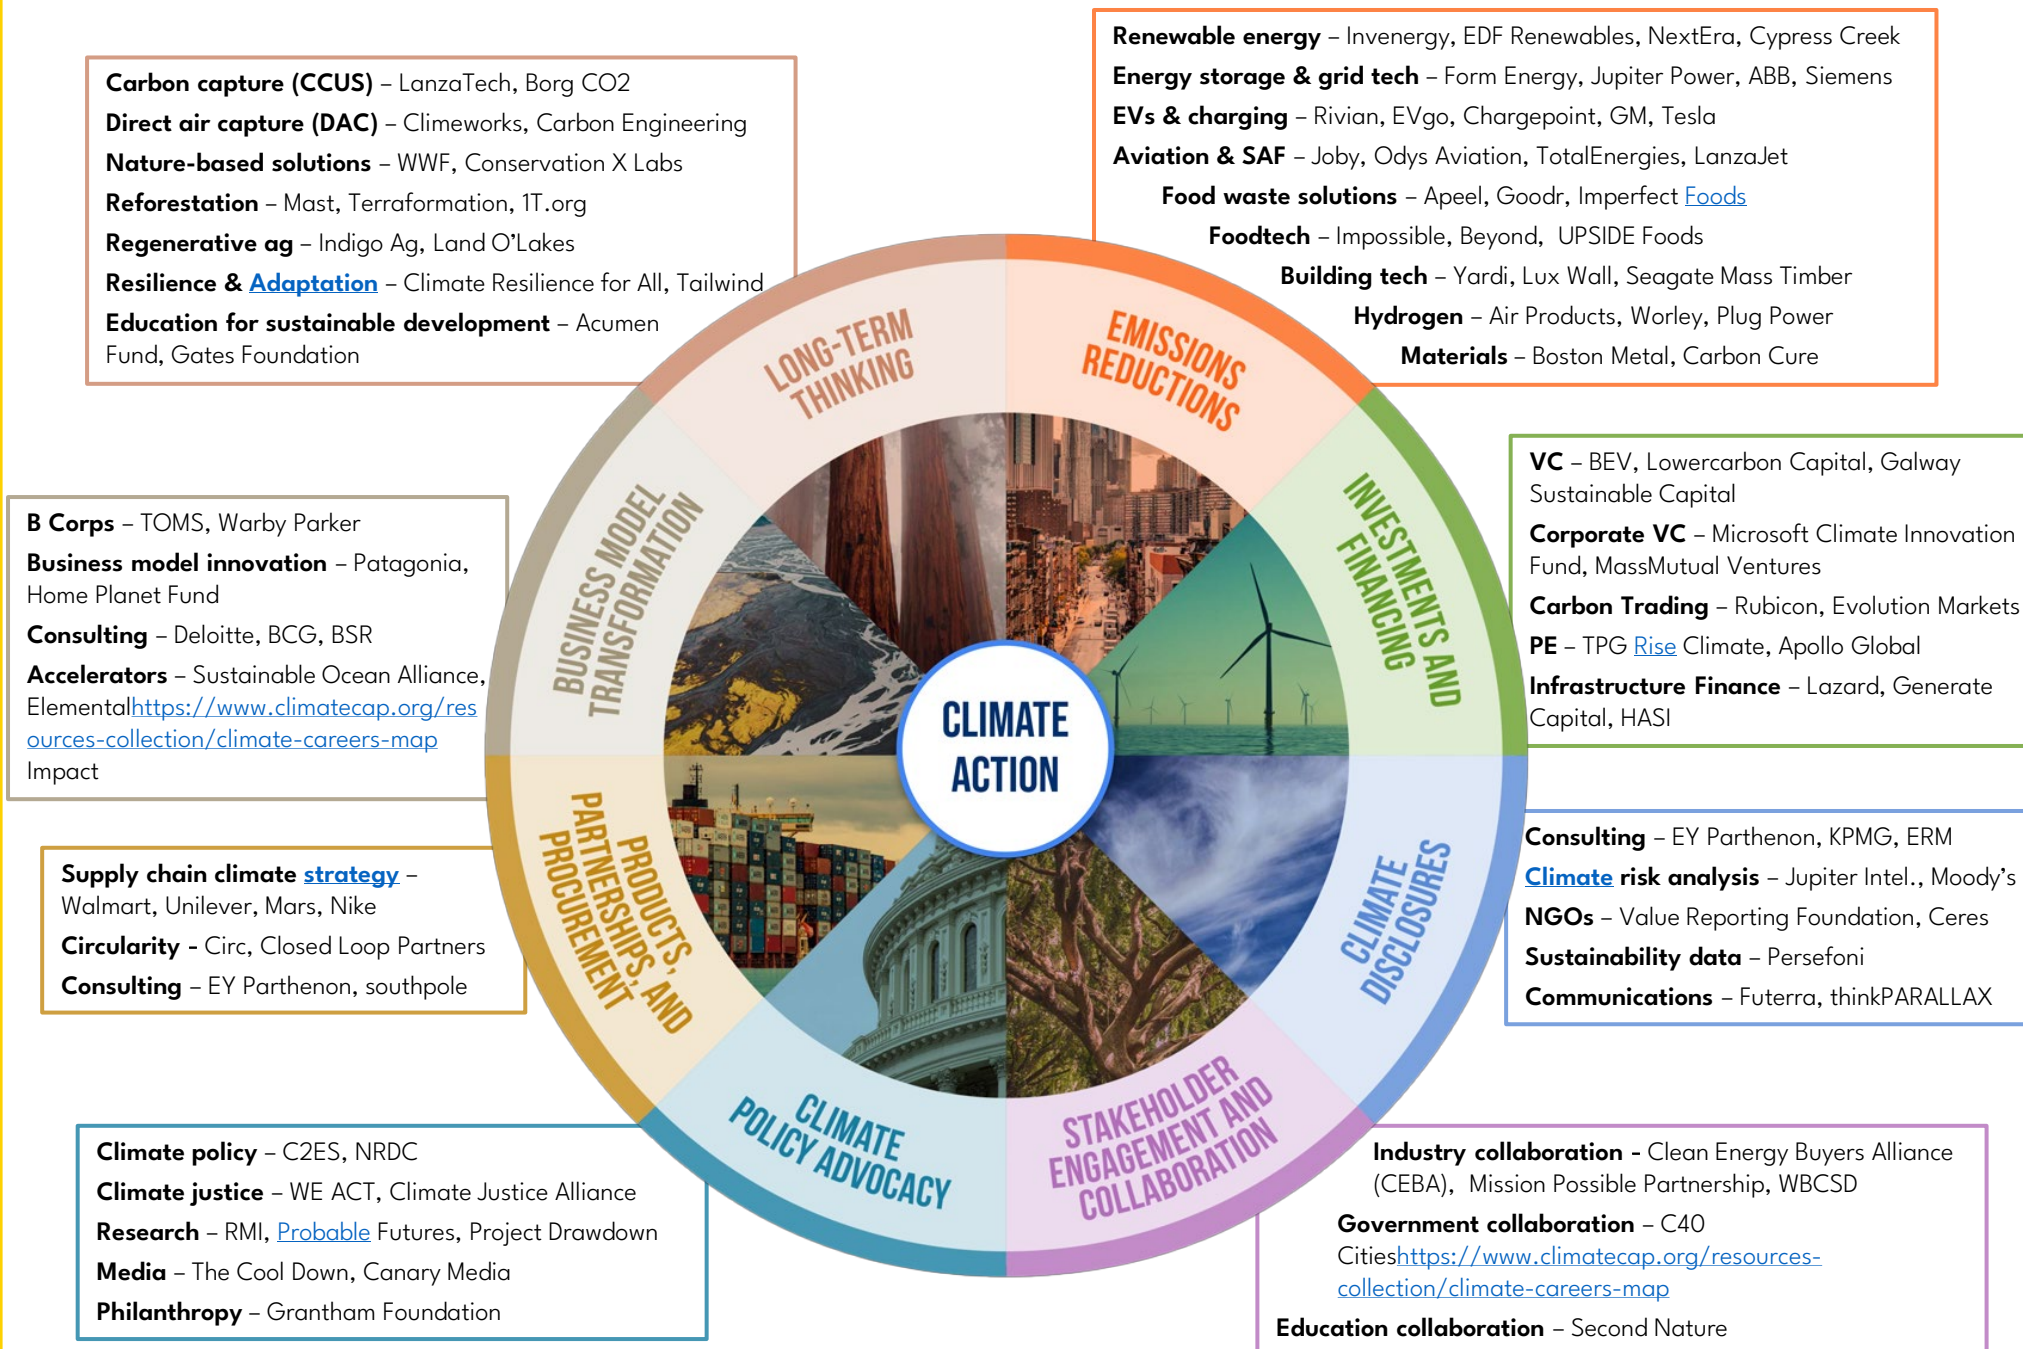 Carbon capture (CCUS) – LanzaTech, Borg CO2
Direct air capture (DAC) – Climeworks, Carbon Engineering
Nature-based solutions – WWF, Conservation X Labs
Reforestation – Mast, Terraformation, 1T.org
Regenerative ag – Indigo Ag, Land O'Lakes
Resilience & Adaptation – Climate Resilience for All, Tailwind
Education for sustainable development – Acumen
Fund, Gates Foundation
Renewable energy – Invenergy, EDF Renewables, NextEra, Cypress Creek
Energy storage & grid tech – Form Energy, Jupiter Power, ABB, Siemens
EVs & charging – Rivian, EVgo, Chargepoint, GM, Tesla
Aviation & SAF – Joby, Odys Aviation, TotalEnergies, LanzaJet
Food waste solutions – Apeel, Goodr, Imperfect Foods
Foodtech – Impossible, Beyond, UPSIDE Foods
Building tech – Yardi, Lux Wall, Seagate Mass Timber
Hydrogen – Air Products, Worley, Plug Power
Materials – Boston Metal, Carbon Cure
LONG-TERM
THINKING
EMISSIONS
REDUCTIONS
BUSINESS MODEL
TRANSFORMATION
INVESTMENTS AND
FINANCING
B Corps – TOMS, Warby Parker
Business model innovation – Patagonia,
Home Planet Fund
Consulting – Deloitte, BCG, BSR
Accelerators – Sustainable Ocean Alliance,
Elementalhttps://www.climatecap.org/res
ources-collection/climate-careers-map
Impact
VC – BEV, Lowercarbon Capital, Galway
Sustainable Capital
Corporate VC – Microsoft Climate Innovation
Fund, MassMutual Ventures
Carbon Trading – Rubicon, Evolution Markets
PE – TPG Rise Climate, Apollo Global
Infrastructure Finance – Lazard, Generate
Capital, HASI
CLIMATE
ACTION
Supply chain climate strategy –
Walmart, Unilever, Mars, Nike
Circularity - Circ, Closed Loop Partners
Consulting – EY Parthenon, southpole
PRODUCTS,
PARTNERSHIPS, AND
PROCUREMENT
CLIMATE
DISCLOSURES
Consulting – EY Parthenon, KPMG, ERM
Climate risk analysis – Jupiter Intel., Moody's
NGOs – Value Reporting Foundation, Ceres
Sustainability data – Persefoni
Communications – Futerra, thinkPARALLAX
CLIMATE
POLICY ADVOCACY
STAKEHOLDER
ENGAGEMENT AND
COLLABORATION
Climate policy – C2ES, NRDC
Climate justice – WE ACT, Climate Justice Alliance
Research – RMI, Probable Futures, Project Drawdown
Media – The Cool Down, Canary Media
Philanthropy – Grantham Foundation
Industry collaboration - Clean Energy Buyers Alliance
(CEBA), Mission Possible Partnership, WBCSD
Government collaboration – C40
Citieshttps://www.climatecap.org/resources-
collection/climate-careers-map
Education collaboration – Second Nature